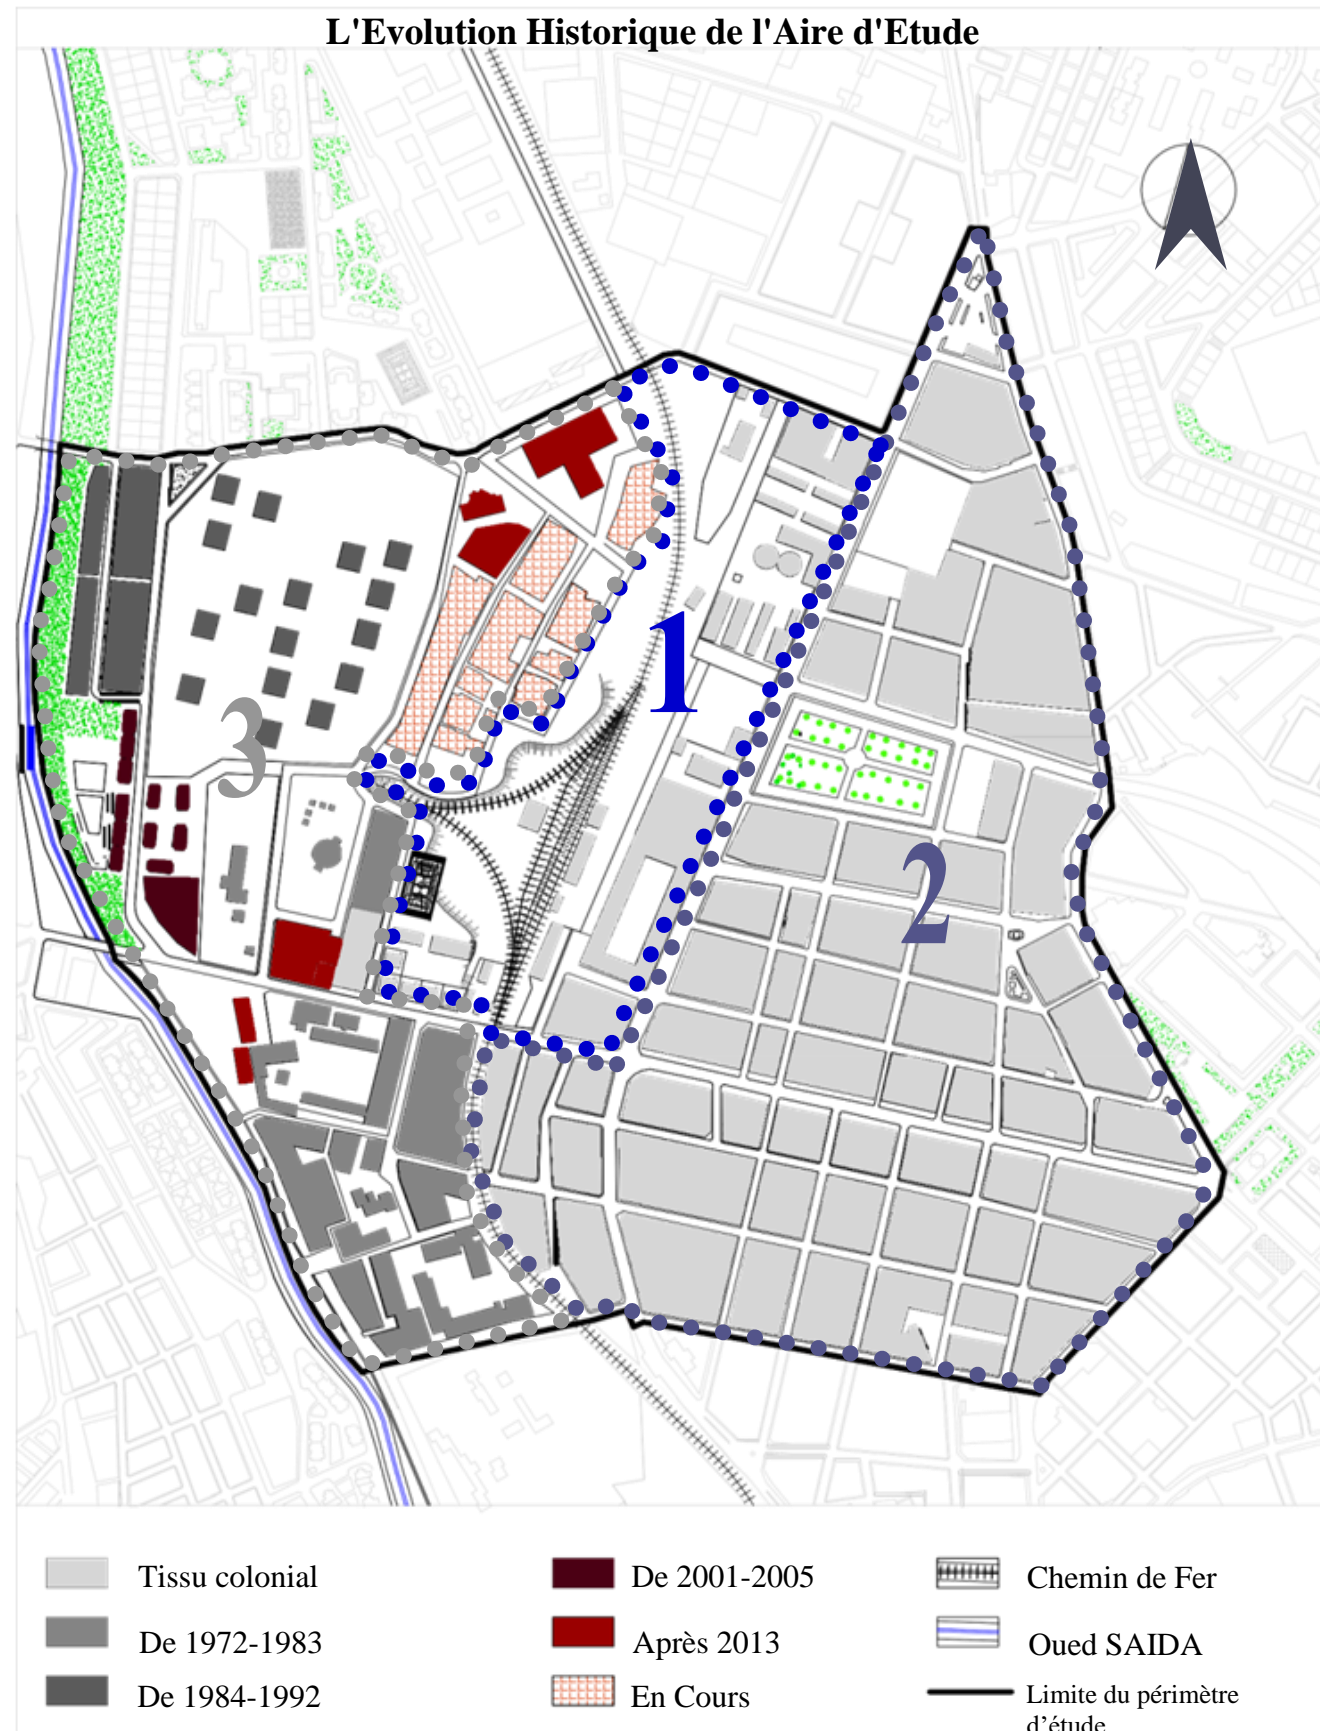 L'Evolution Historique de l'Aire d'Etude
1
3
2
Tissu colonial
De 1972-1983
De 1984-1992
De 2001-2005
Après 2013
En Cours
Chemin de Fer
Oued SAIDA
Limite du périmètre
d'étude